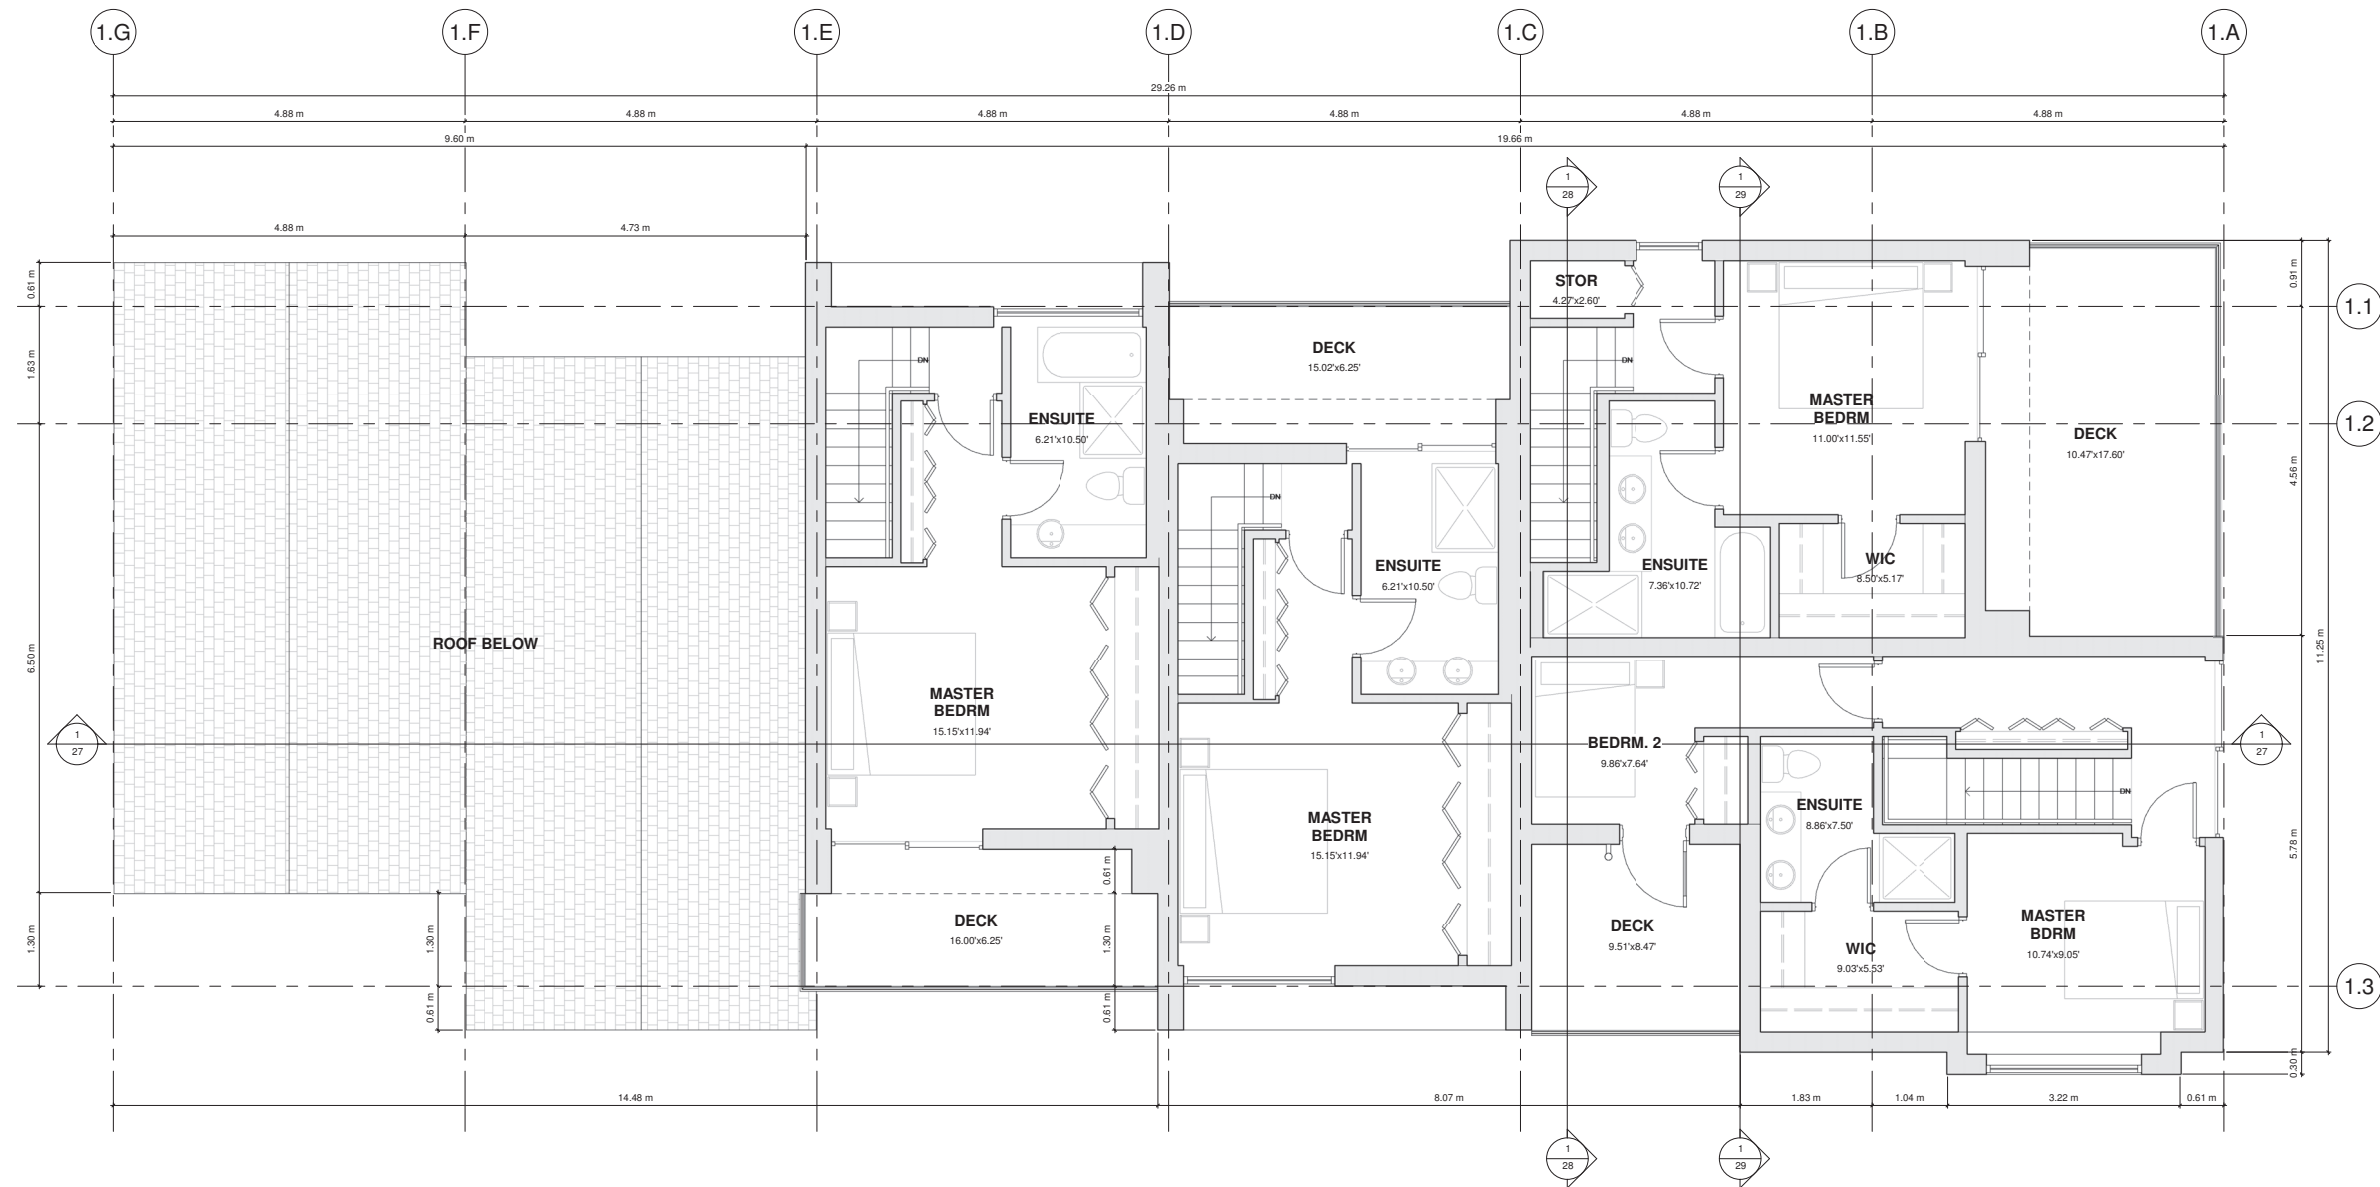 1.G
1.F
1.E
1.D
1.C
1.B
1.A
29.26 m
4.88 m
4.88 m
4.88 m
4.88 m
4.88 m
4.88 m
9.60 m
19.66 m
1
28
1
29
4.88 m
4.73 m
0.61 m
1.63 m
6.50 m
1.30 m
0.91 m
4.56 m
11.25 m
5.78 m
0.30 m
1.1
1.2
1.3
ROOF BELOW
DN
ENSUITE
6.21'x10.50'
MASTER
BEDRM
15.15'x11.94'
DECK
16.00'x6.25'
0.61 m
1.30 m
0.61 m
1.30 m
0.61 m
DECK
15.02'x6.25'
DN
ENSUITE
6.21'x10.50'
MASTER
BEDRM
15.15'x11.94'
STOR
4.27'x2.60'
DN
MASTER
BEDRM
11.00'x11.55'
DECK
10.47'x17.60'
ENSUITE
7.36'x10.72'
WIC
8.50'x5.17'
BEDRM. 2
9.86'x7.64'
ENSUITE
8.86'x7.50'
DN
DECK
9.51'x8.47'
WIC
9.03'x5.53'
MASTER
BDRM
10.74'x9.05'
1
27
1
27
14.48 m
8.07 m
1.83 m
1.04 m
3.22 m
0.61 m
1
28
1
29